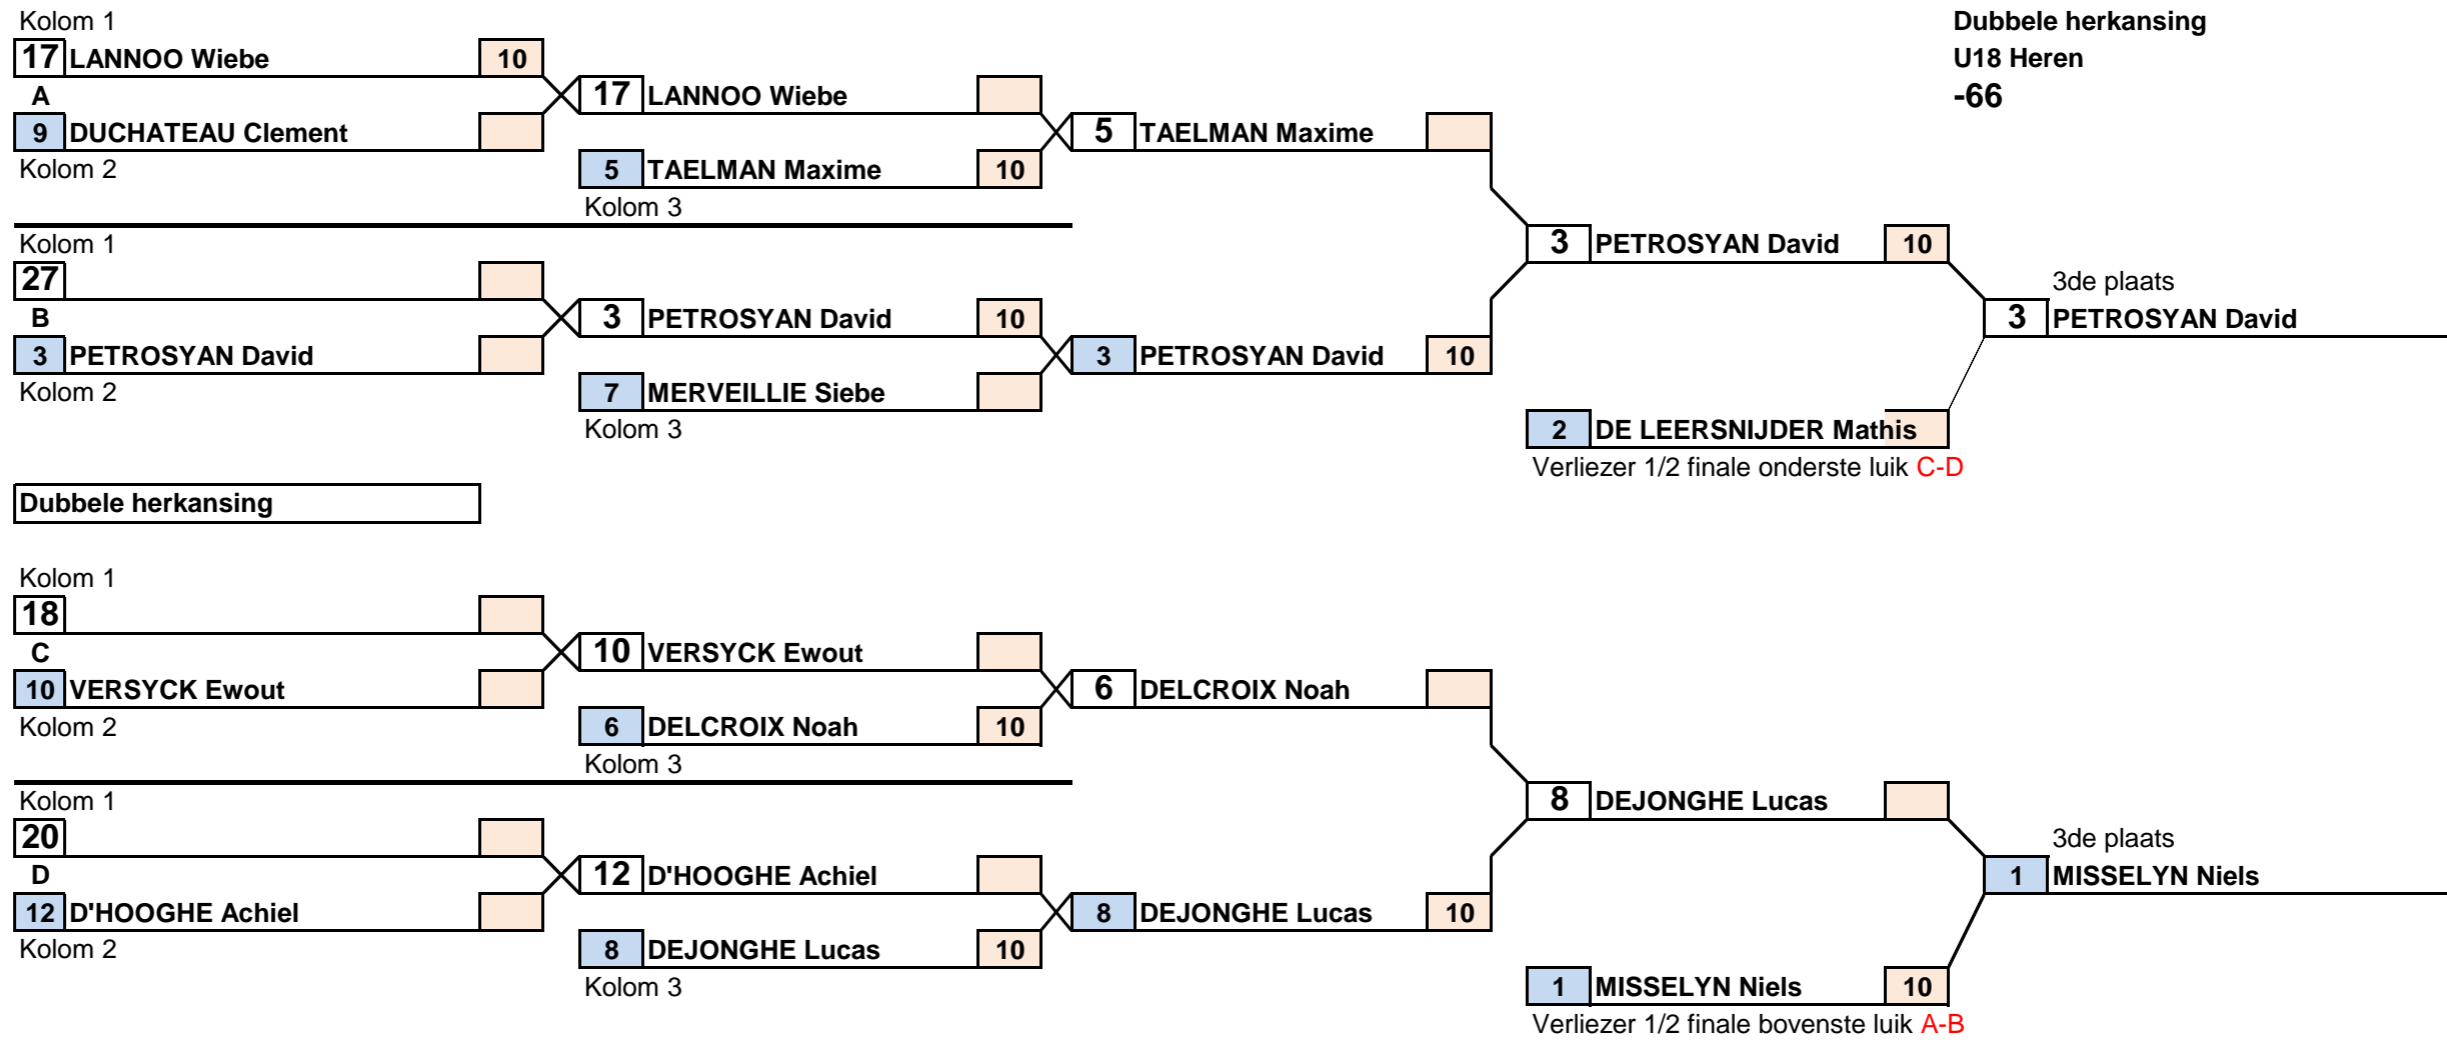 Kolom 1
Dubbele herkansing
17 LANNOO Wiebe 10
U18 Heren
A
17 LANNOO Wiebe
-66
9 DUCHATEAU Clement
5 TAELMAN Maxime
Kolom 2
5 TAELMAN Maxime 10
Kolom 3
Kolom 1
3 PETROSYAN David 10
27
3de plaats
B
3 PETROSYAN David 10
3 PETROSYAN David
3 PETROSYAN David
3 PETROSYAN David 10
Kolom 2
7 MERVEILLIE Siebe
Kolom 3
2 DE LEERSNIJDER Mathis
Verliezer 1/2 finale onderste luik C-D
Dubbele herkansing
Kolom 1
18
C
10 VERSYCK Ewout
10 VERSYCK Ewout
6 DELCROIX Noah
Kolom 2
6 DELCROIX Noah 10
Kolom 3
Kolom 1
8 DEJONGHE Lucas
20
3de plaats
D
12 D'HOOGHE Achiel
1 MISSELYN Niels
12 D'HOOGHE Achiel
8 DEJONGHE Lucas 10
Kolom 2
8 DEJONGHE Lucas 10
Kolom 3
1 MISSELYN Niels 10
Verliezer 1/2 finale bovenste luik A-B